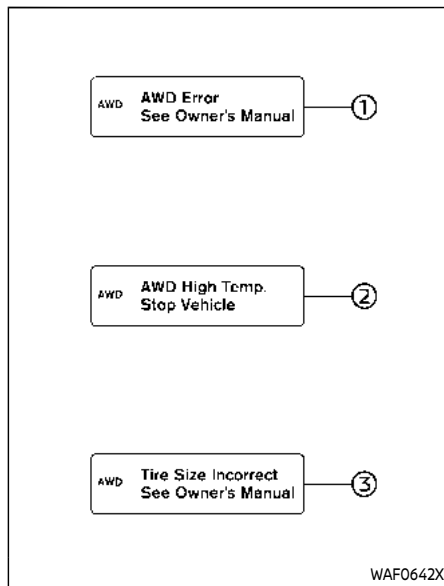 AWD
AWD Error
See Owner's Manual
①
AWD
AWD High Temp.
Stop Vehicle
②
AWD
Tire Size Incorrect
See Owner's Manual
③
WAF0642X